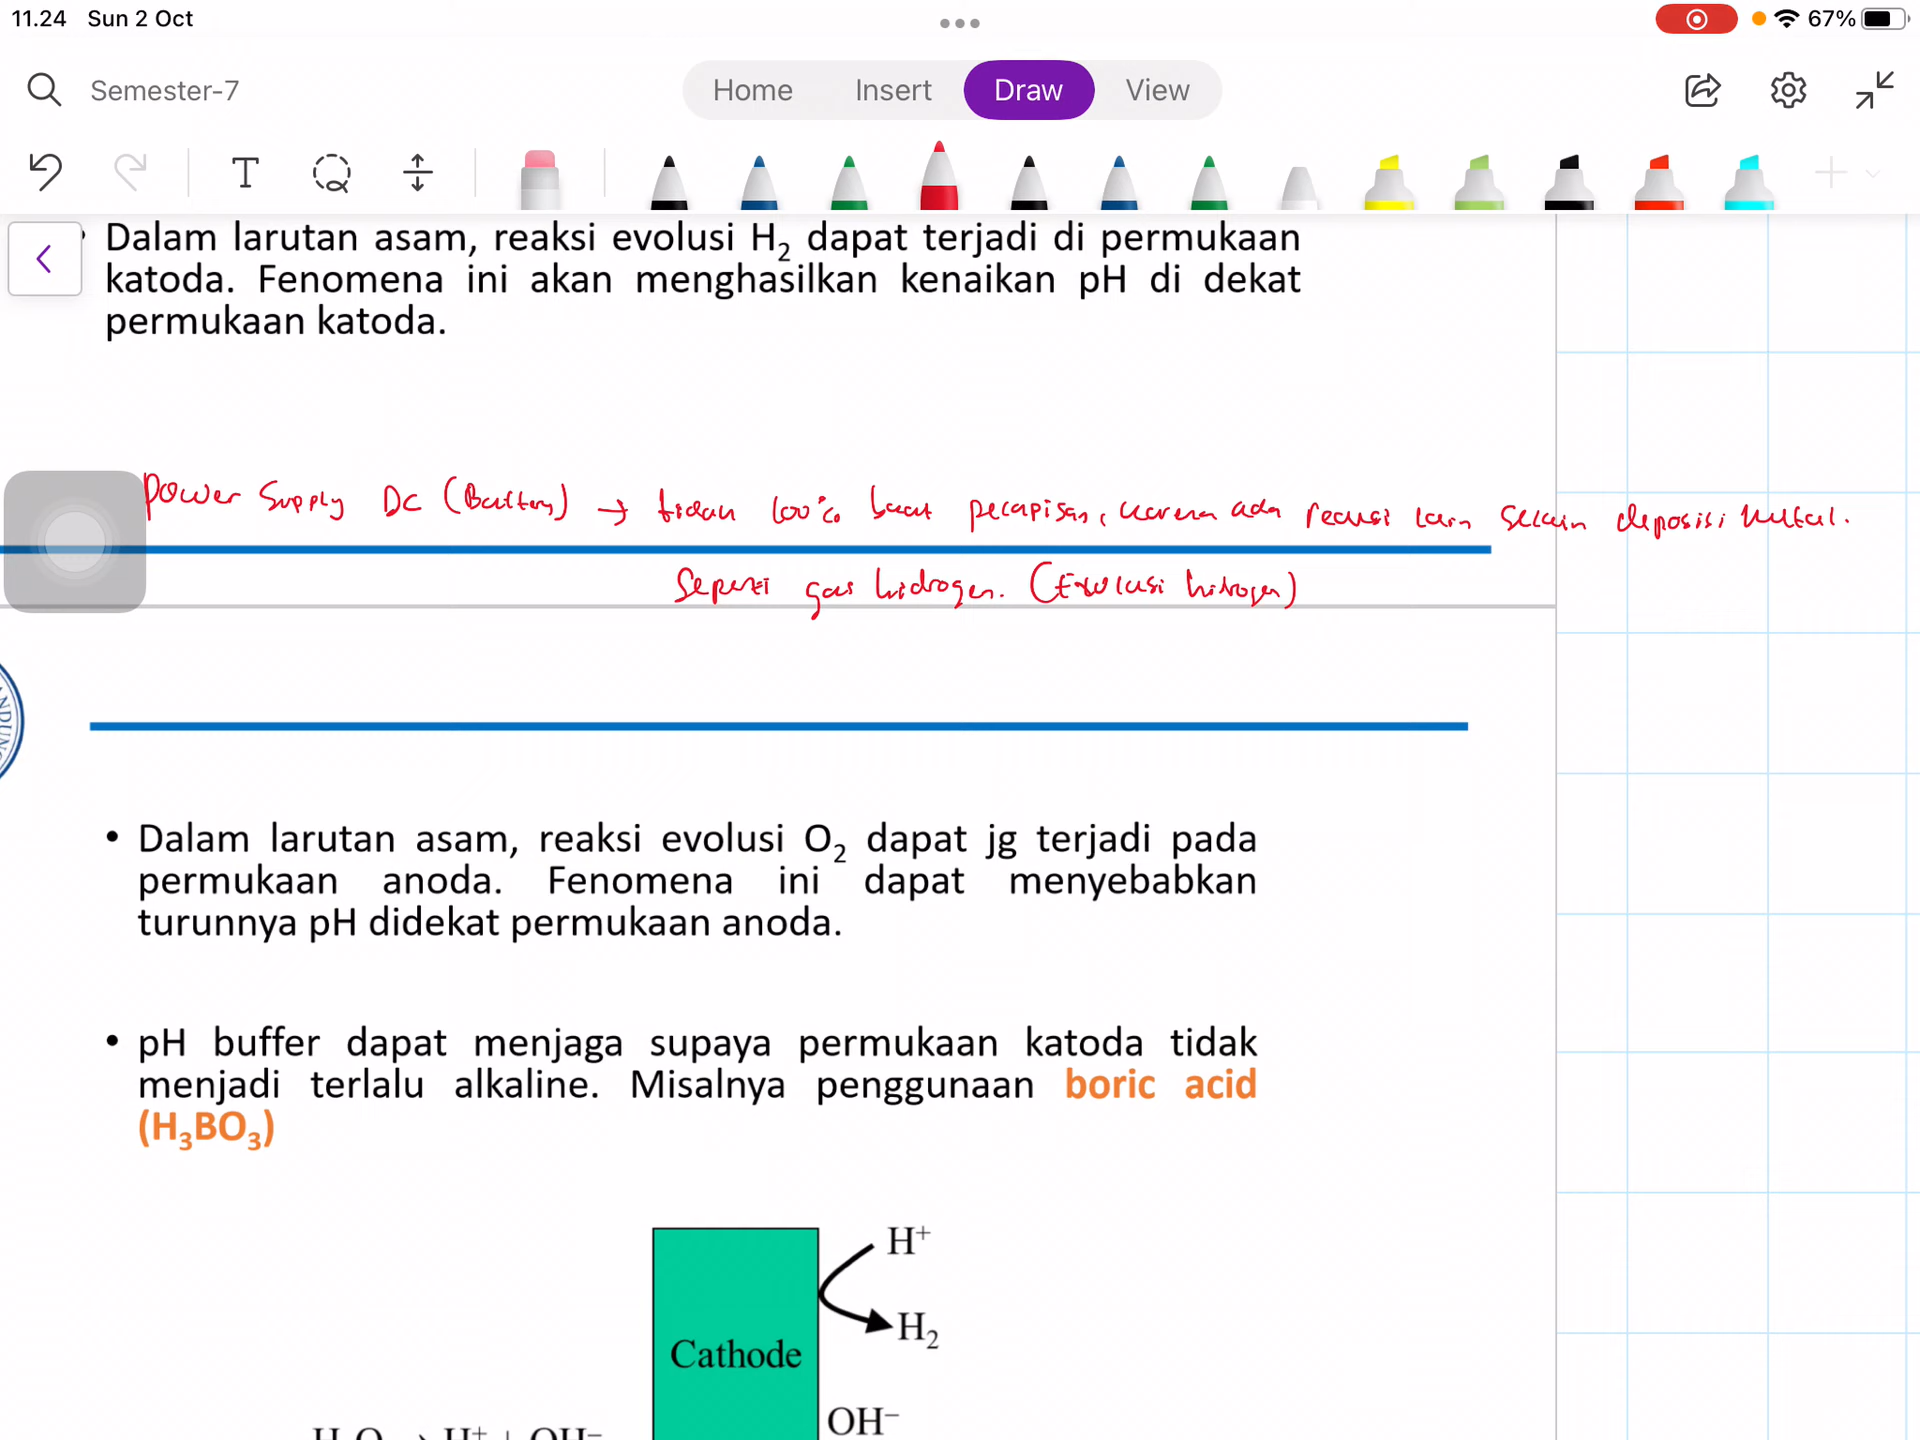 11.24 Sun 2 Oct
67%
Semester-7
Home Insert Draw View
T
Dalam larutan asam, reaksi evolusi H₂ dapat terjadi di permukaan
katoda. Fenomena ini akan menghasilkan kenaikan pH di dekat
permukaan katoda.
Power Supply DC (Battery) → tidak 100% buat pelapisan, karena ada reaksi lain selain deposisi metal.
Seperti gas hidrogen. (Evolusi hidrogen)
• Dalam larutan asam, reaksi evolusi O₂ dapat jg terjadi pada
permukaan anoda. Fenomena ini dapat menyebabkan
turunnya pH didekat permukaan anoda.
• pH buffer dapat menjaga supaya permukaan katoda tidak
menjadi terlalu alkaline. Misalnya penggunaan boric acid
(H₃BO₃)
H⁺
H₂
Cathode
OH⁻
H₂O → H⁺ + OH⁻